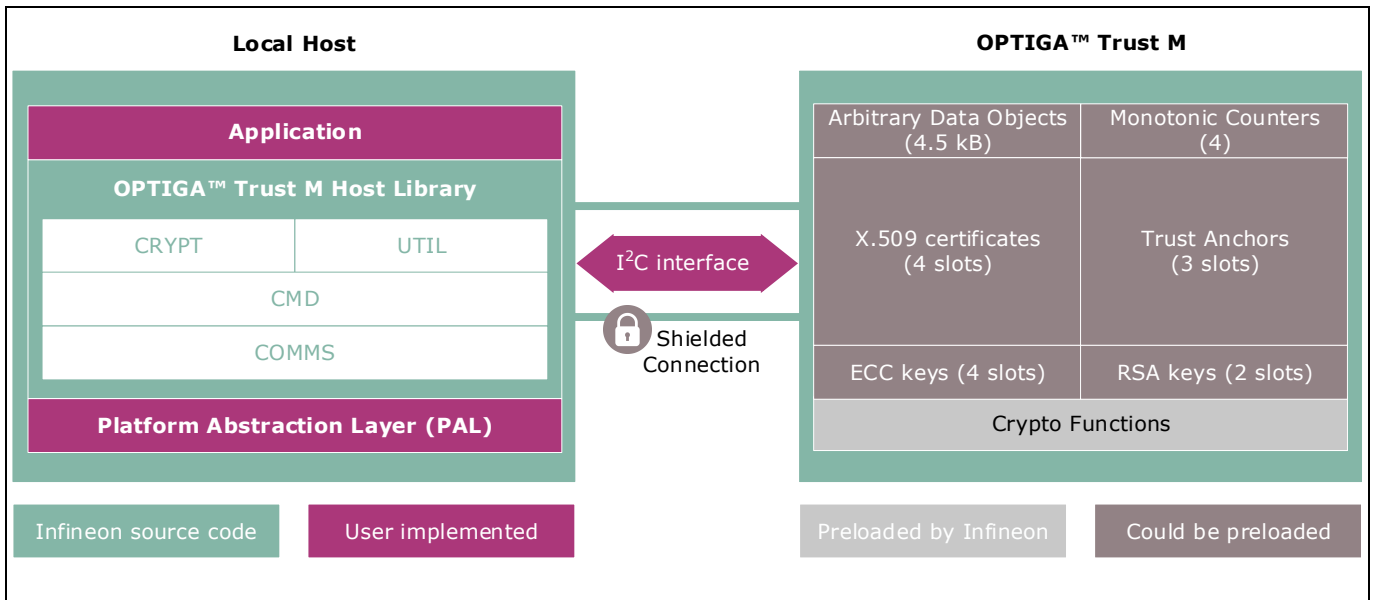 Local Host
OPTIGA™ Trust M
Application
OPTIGA™ Trust M Host Library
CRYPT
UTIL
CMD
COMMS
Platform Abstraction Layer (PAL)
I²C interface
Shielded
Connection
Arbitrary Data Objects
(4.5 kB)
Monotonic Counters
(4)
X.509 certificates
(4 slots)
Trust Anchors
(3 slots)
ECC keys (4 slots)
RSA keys (2 slots)
Crypto Functions
Infineon source code
User implemented
Preloaded by Infineon
Could be preloaded